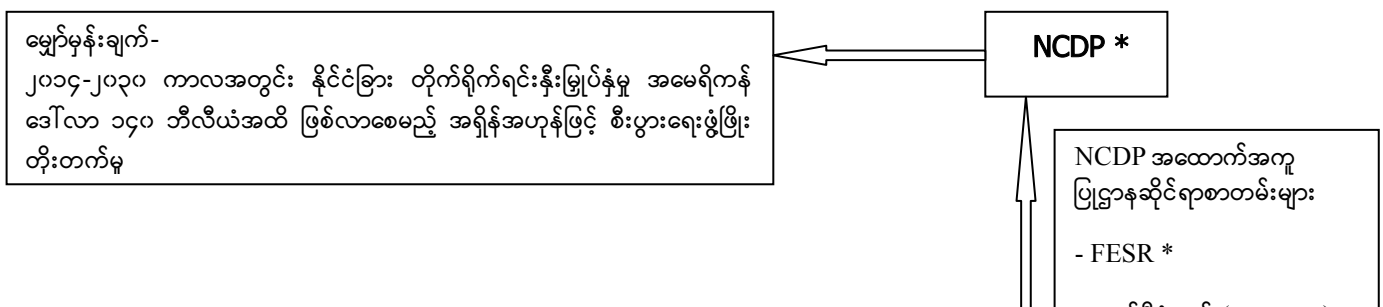 မျှော်မှန်းချက်-
၂၀၁၄-၂၀၃၀ ကာလအတွင်း နိုင်ငံခြား တိုက်ရိုက်ရင်းနှီးမြှုပ်နှံမှု အမေရိကန်
ဒေါ်လာ ၁၄၀ ဘီလီယံအထိ ဖြစ်လာစေမည့် အရှိန်အဟုန်ဖြင့် စီးပွားရေးဖွံ့ဖြိုး
တိုးတက်မှု
NCDP *
NCDP အထောက်အကူ
ပြုဌာနဆိုင်ရာစာတမ်းများ
- FESR *